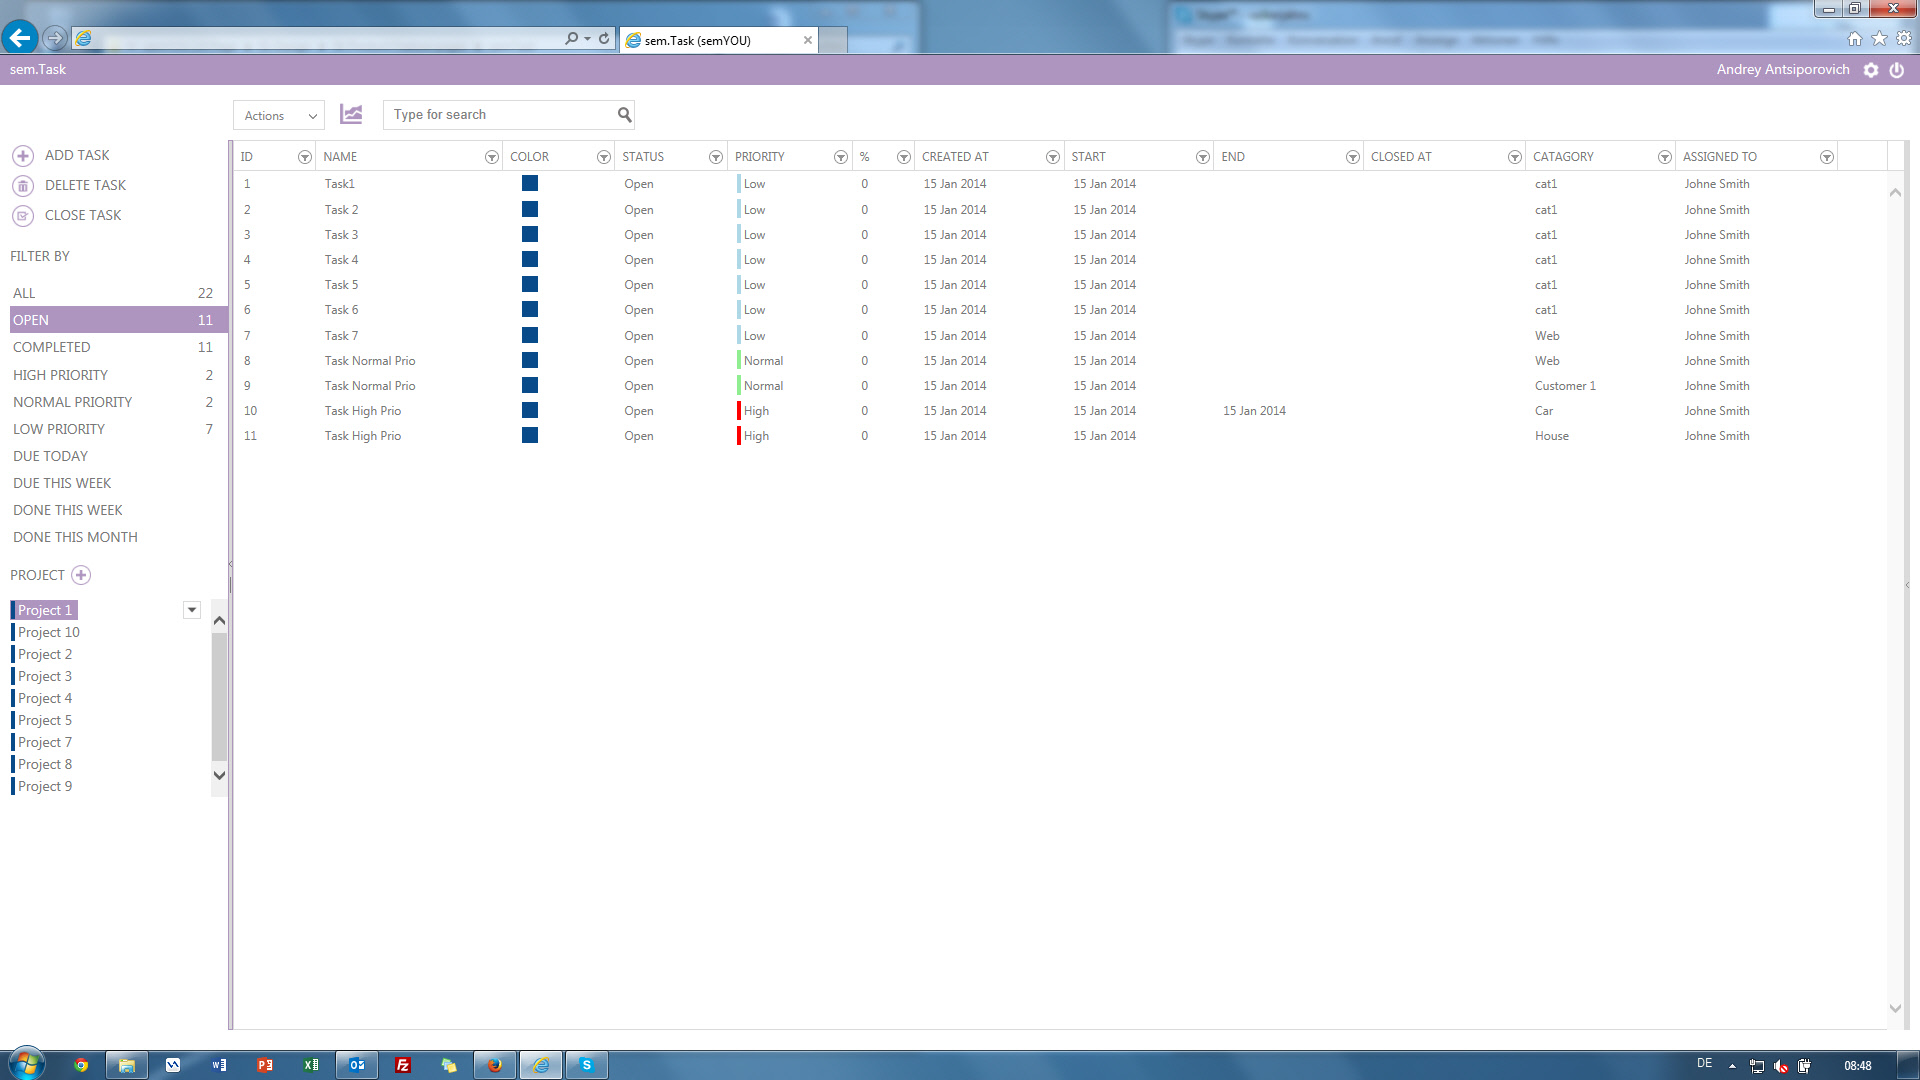 sem.Task (semYOU)
sem.Task
Andrey Antsiporovich
Actions
Type for search
ADD TASK
DELETE TASK
CLOSE TASK
FILTER BY
ALL 22
OPEN 11
COMPLETED 11
HIGH PRIORITY 2
NORMAL PRIORITY 2
LOW PRIORITY 7
DUE TODAY
DUE THIS WEEK
DONE THIS WEEK
DONE THIS MONTH
PROJECT
Project 1
Project 10
Project 2
Project 3
Project 4
Project 5
Project 7
Project 8
Project 9
ID NAME COLOR STATUS PRIORITY % CREATED AT START END CLOSED AT CATAGORY ASSIGNED TO
1 Task1 Open Low 0 15 Jan 2014 15 Jan 2014 cat1 Johne Smith
2 Task 2 Open Low 0 15 Jan 2014 15 Jan 2014 cat1 Johne Smith
3 Task 3 Open Low 0 15 Jan 2014 15 Jan 2014 cat1 Johne Smith
4 Task 4 Open Low 0 15 Jan 2014 15 Jan 2014 cat1 Johne Smith
5 Task 5 Open Low 0 15 Jan 2014 15 Jan 2014 cat1 Johne Smith
6 Task 6 Open Low 0 15 Jan 2014 15 Jan 2014 cat1 Johne Smith
7 Task 7 Open Low 0 15 Jan 2014 15 Jan 2014 Web Johne Smith
8 Task Normal Prio Open Normal 0 15 Jan 2014 15 Jan 2014 Web Johne Smith
9 Task Normal Prio Open Normal 0 15 Jan 2014 15 Jan 2014 Customer 1 Johne Smith
10 Task High Prio Open High 0 15 Jan 2014 15 Jan 2014 15 Jan 2014 Car Johne Smith
11 Task High Prio Open High 0 15 Jan 2014 15 Jan 2014 House Johne Smith
DE 08:48